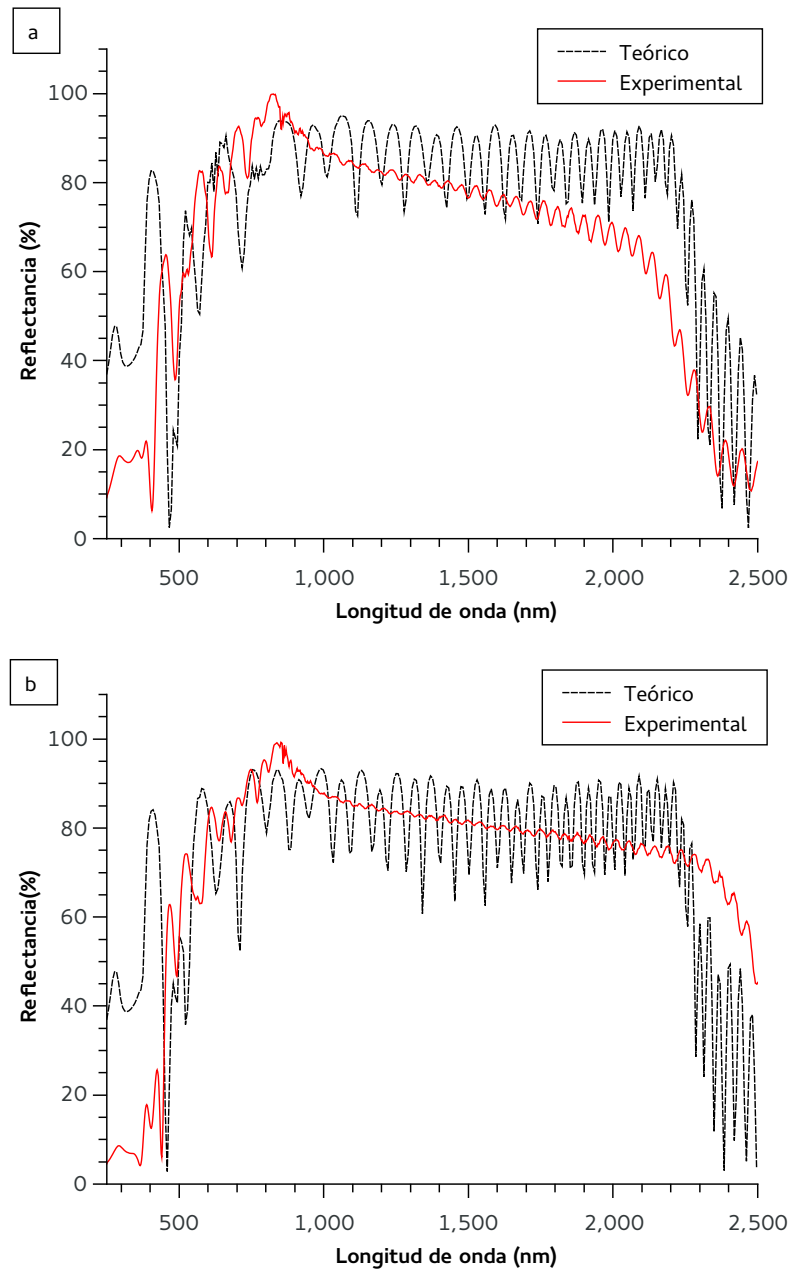 a
Teórico
Experimental
100
80
60
40
20
0
Reflectancia (%)
500 1,000 1,500 2,000 2,500
Longitud de onda (nm)
b
Teórico
Experimental
100
80
60
40
20
0
Reflectancia(%)
500 1,000 1,500 2,000 2,500
Longitud de onda (nm)